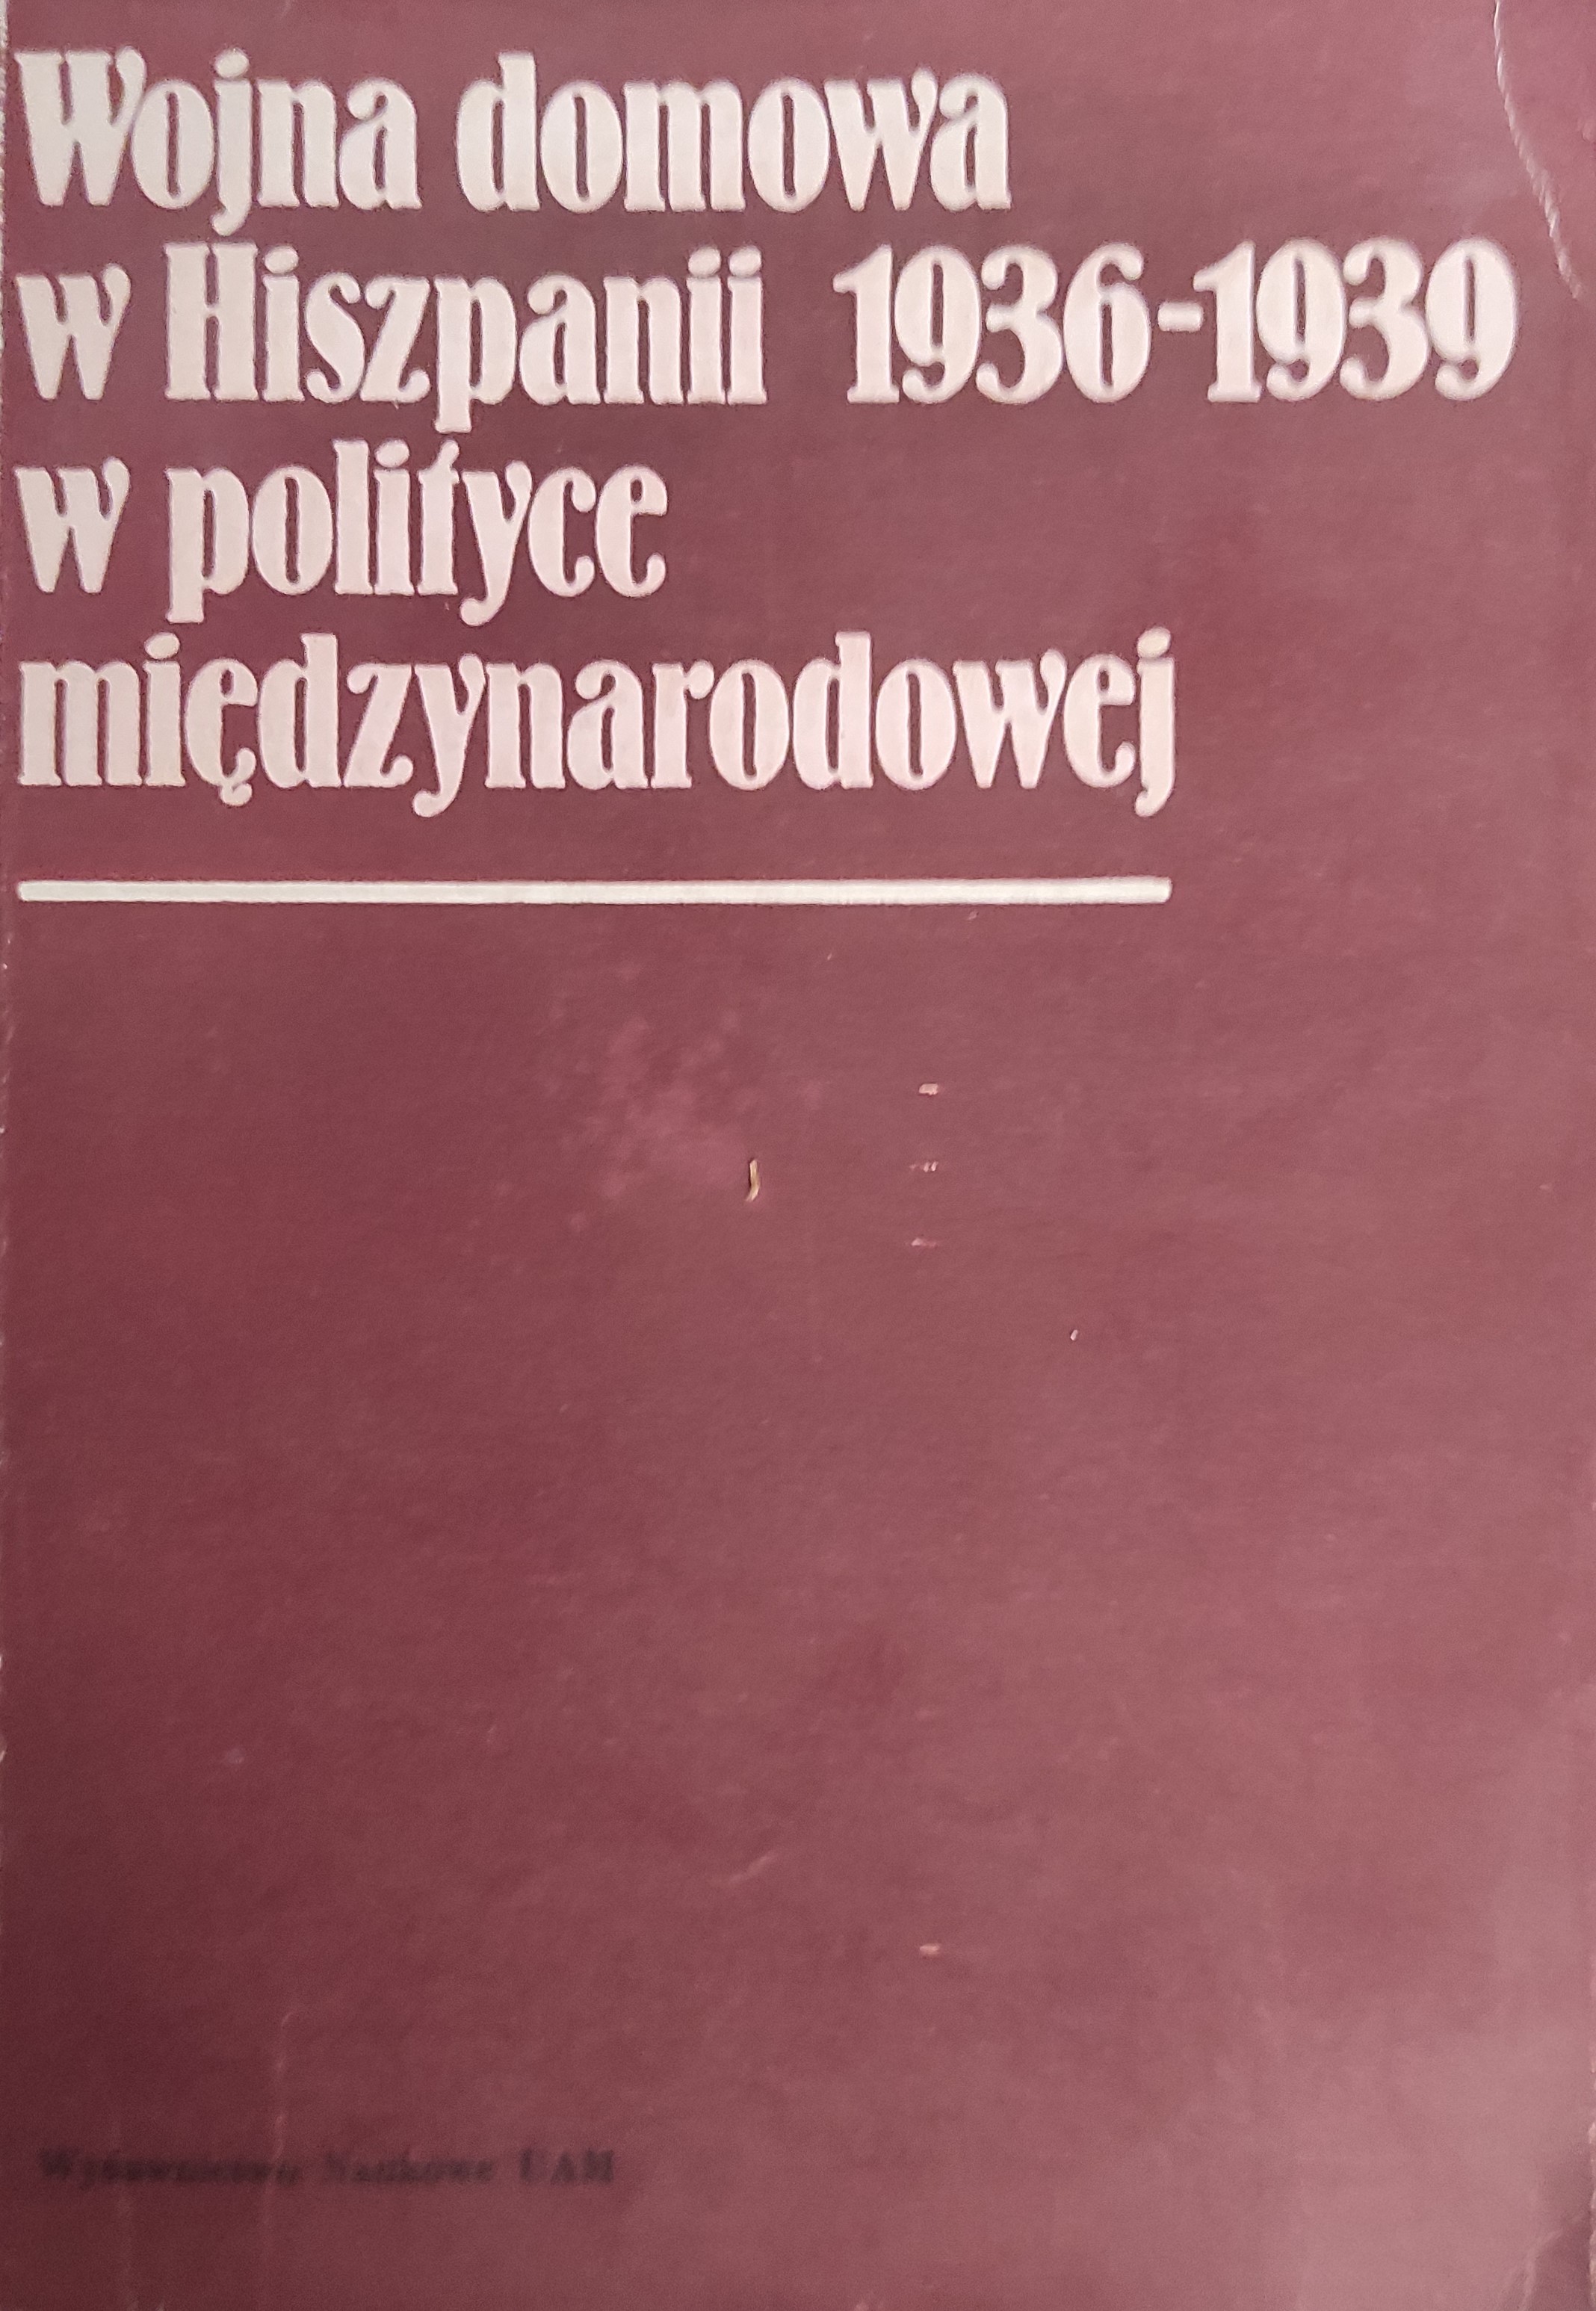 Wojna domowa
w Hiszpanii 1936-1939
w polityce
międzynarodowej
Wydawnictwo Naukowe UAM